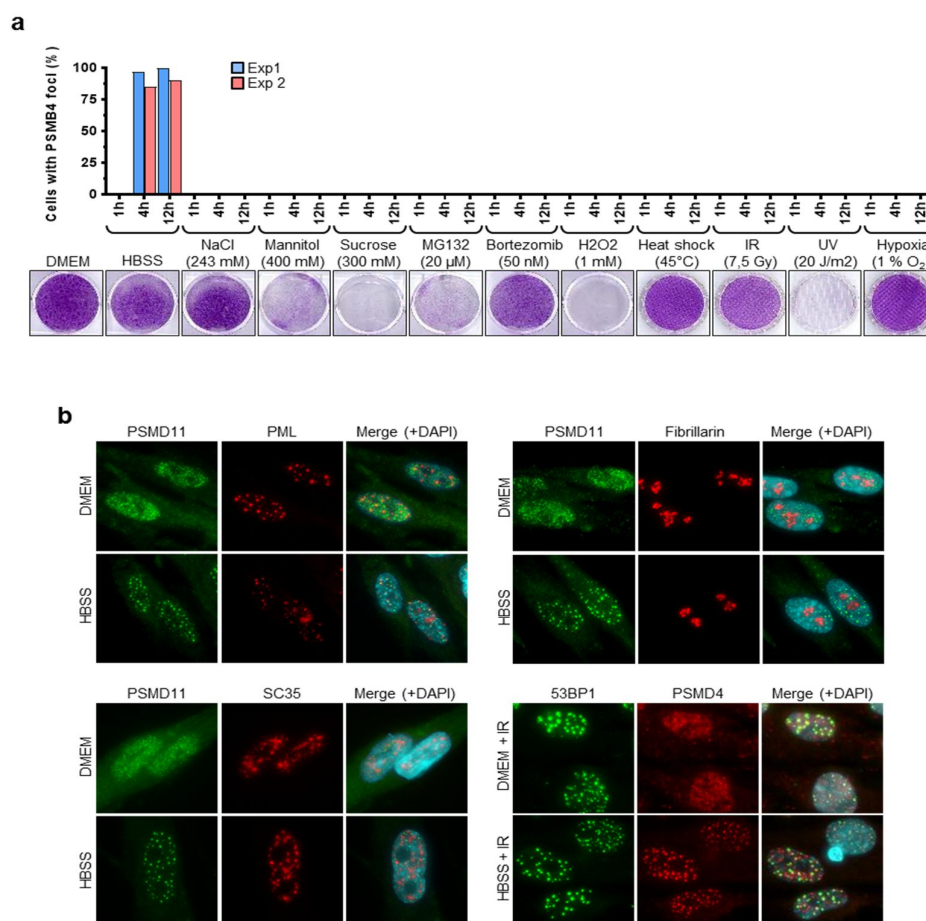 a
Cells with PSMB4 foci (%)
100
75
50
25
0
Exp1
Exp 2
1h 4h 12h 1h 4h 12h 1h 4h 12h 1h 4h 12h 1h 4h 12h 1h 4h 12h 1h 4h 12h 1h 4h 12h 1h 4h 12h 1h 4h 12h 1h 4h 12h
DMEM HBSS NaCl (243 mM) Mannitol (400 mM) Sucrose (300 mM) MG132 (20 µM) Bortezomib (50 nM) H2O2 (1 mM) Heat shock (45°C) IR (7,5 Gy) UV (20 J/m2) Hypoxia (1 % O2
b
PSMD11 PML Merge (+DAPI)
DMEM
HBSS
PSMD11 Fibrillarin Merge (+DAPI)
DMEM
HBSS
PSMD11 SC35 Merge (+DAPI)
DMEM
HBSS
53BP1 PSMD4 Merge (+DAPI)
DMEM + IR
HBSS + IR